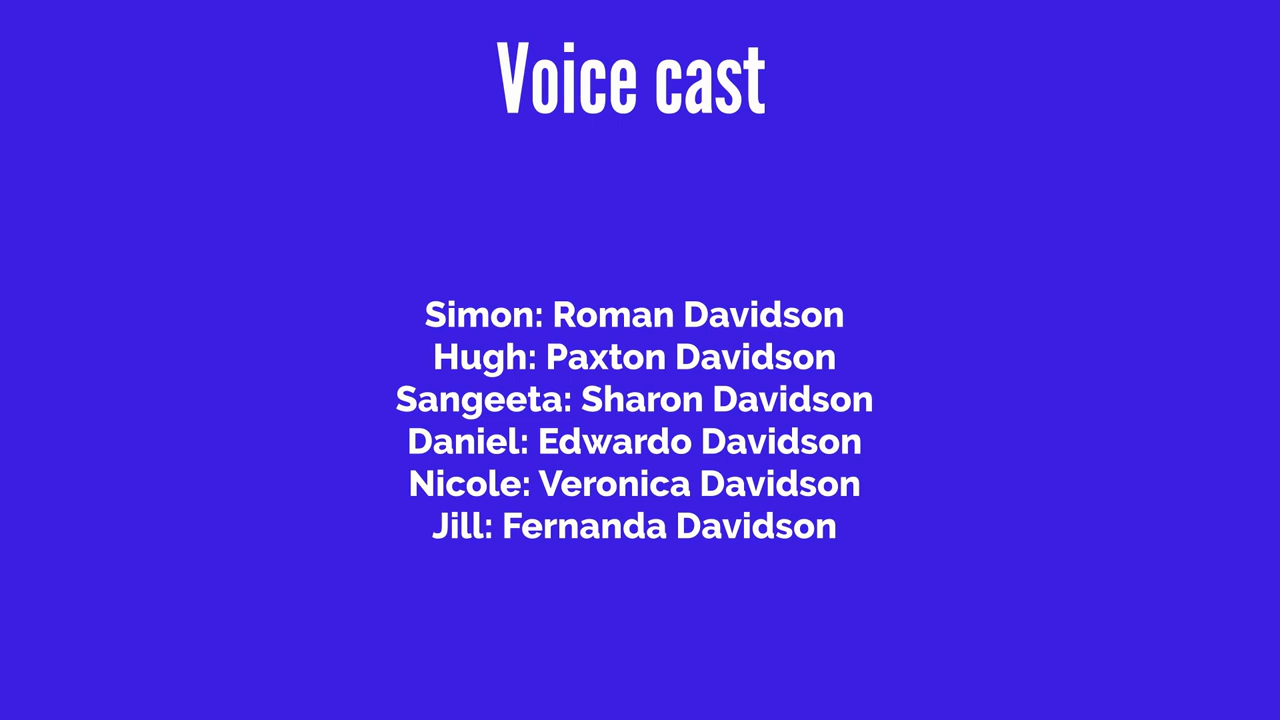 Voice cast
Simon: Roman Davidson
Hugh: Paxton Davidson
Sangeeta: Sharon Davidson
Daniel: Edwardo Davidson
Nicole: Veronica Davidson
Jill: Fernanda Davidson